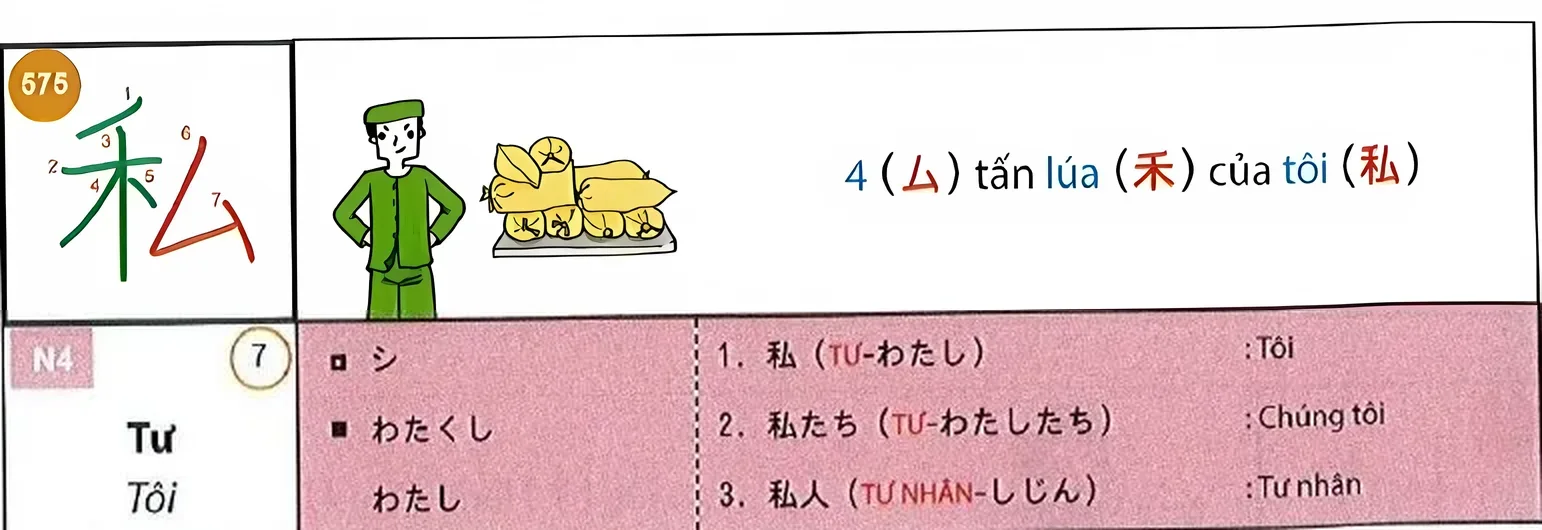 575
1
2
3
4
5
6
7
4 (ム) tấn lúa (禾) của tôi (私)
N4
7
Tư
Tôi
シ
わたくし
わたし
1. 私 (TƯ-わたし) : Tôi
2. 私たち (TƯ-わたしたち) : Chúng tôi
3. 私人 (TƯ NHÂN-しじん) : Tư nhân